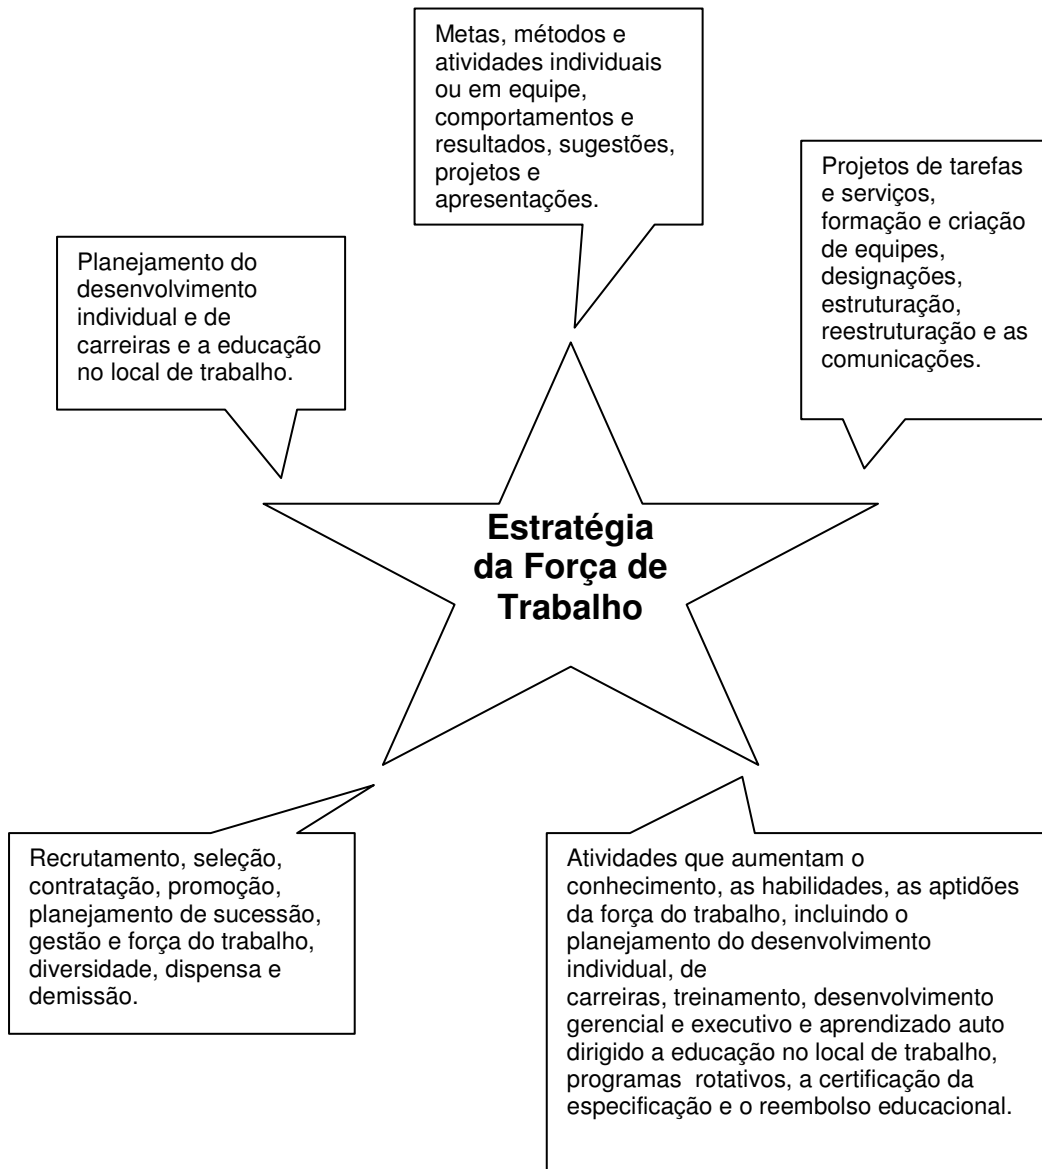 Metas, métodos e
atividades individuais
ou em equipe,
comportamentos e
resultados, sugestões,
projetos e
apresentações.
Projetos de tarefas
e serviços,
formação e criação
de equipes,
designações,
estruturação,
reestruturação e as
comunicações.
Planejamento do
desenvolvimento
individual e de
carreiras e a educação
no local de trabalho.
Estratégia
da Força de
Trabalho
Recrutamento, seleção,
contratação, promoção,
planejamento de sucessão,
gestão e força do trabalho,
diversidade, dispensa e
demissão.
Atividades que aumentam o
conhecimento, as habilidades, as aptidões
da força do trabalho, incluindo o
planejamento do desenvolvimento
individual, de
carreiras, treinamento, desenvolvimento
gerencial e executivo e aprendizado auto
dirigido a educação no local de trabalho,
programas  rotativos, a certificação da
especificação e o reembolso educacional.